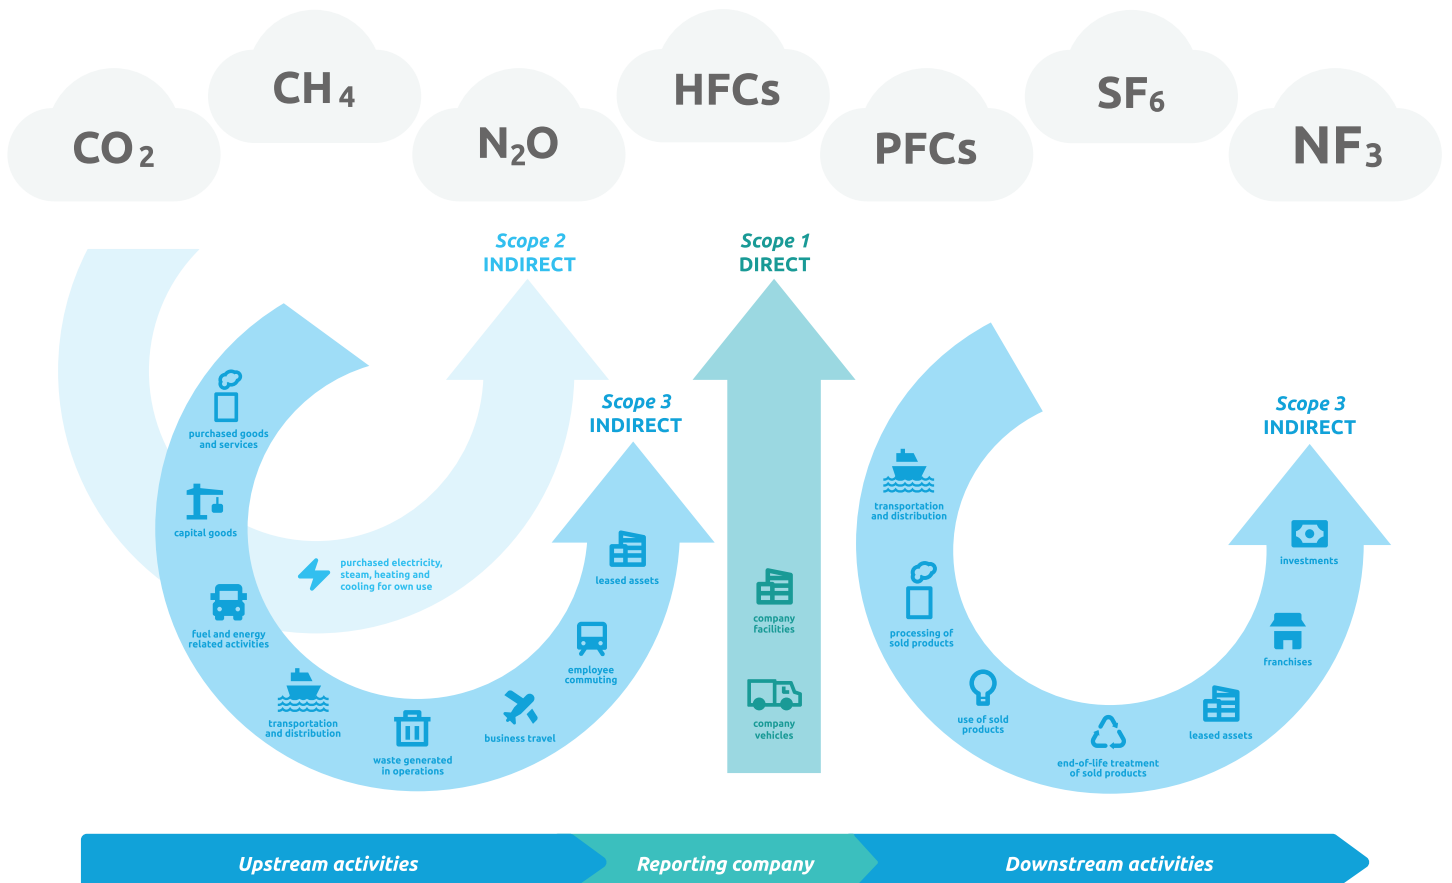 CO₂
CH₄
N₂O
HFCs
PFCs
SF₆
NF₃
Scope 2
INDIRECT
purchased electricity,
steam, heating and
cooling for own use
Scope 3
INDIRECT
purchased goods
and services
capital goods
fuel and energy
related activities
transportation
and distribution
waste generated
in operations
business travel
employee
commuting
leased assets
Scope 1
DIRECT
company
facilities
company
vehicles
Scope 3
INDIRECT
transportation
and distribution
processing of
sold products
use of sold
products
end-of-life treatment
of sold products
leased assets
franchises
investments
Upstream activities
Reporting company
Downstream activities